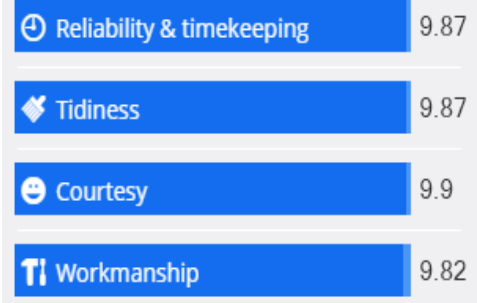 Reliability & timekeeping 9.87
Tidiness 9.87
Courtesy 9.9
Workmanship 9.82